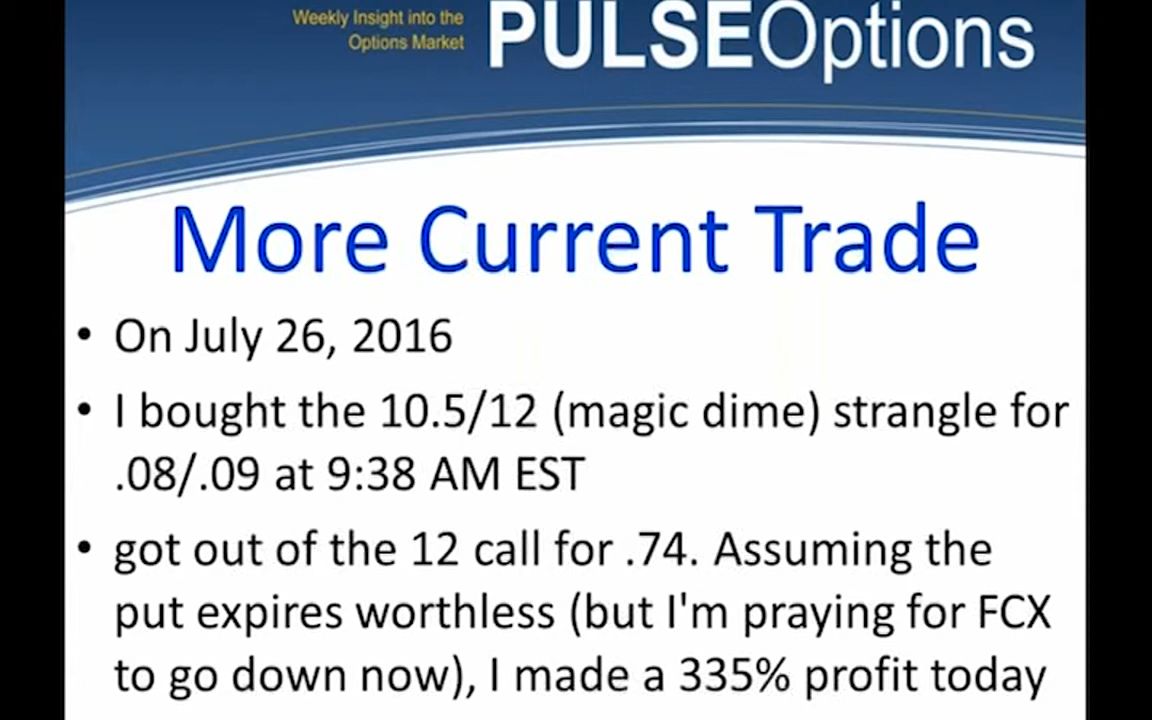 Weekly Insight into the
Options Market
PULSEOptions
More Current Trade
• On July 26, 2016
• I bought the 10.5/12 (magic dime) strangle for
.08/.09 at 9:38 AM EST
• got out of the 12 call for .74. Assuming the
put expires worthless (but I'm praying for FCX
to go down now), I made a 335% profit today